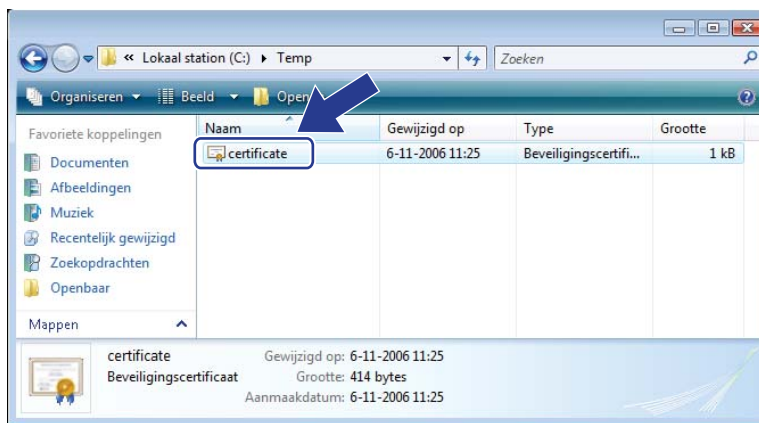 « Lokaal station (C:) ▸ Temp
Zoeken
Organiseren Beeld Open
Favoriete koppelingen
Naam Gewijzigd op Type Grootte
certificate 6-11-2006 11:25 Beveiligingscertifi... 1 kB
Documenten
Afbeeldingen
Muziek
Recentelijk gewijzigd
Zoekopdrachten
Openbaar
Mappen
certificate Gewijzigd op: 6-11-2006 11:25
Beveiligingscertificaat Grootte: 414 bytes
Aanmaakdatum: 6-11-2006 11:25